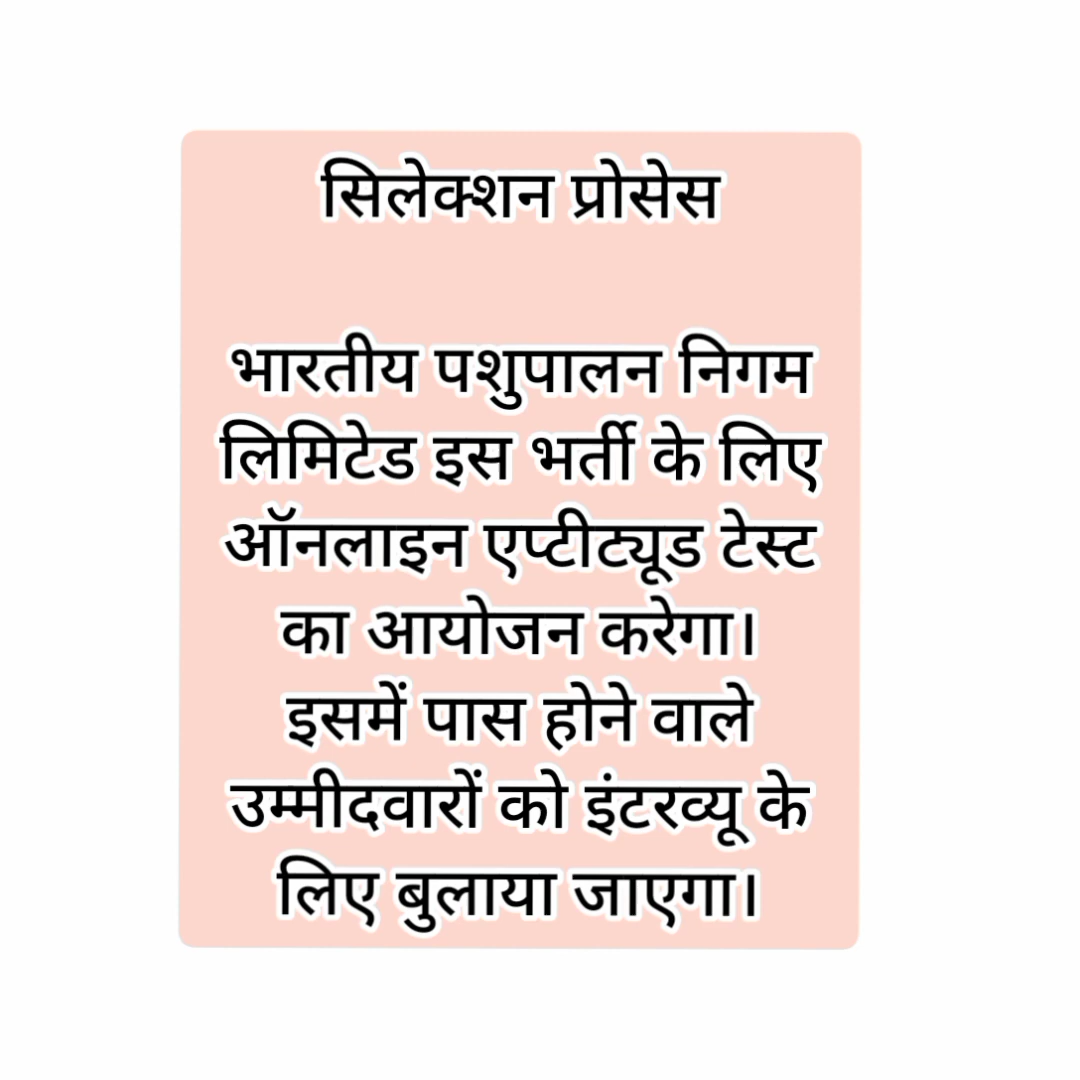 सिलेक्शन प्रोसेस
भारतीय पशुपालन निगम
लिमिटेड इस भर्ती के लिए
ऑनलाइन एप्टीट्यूड टेस्ट
का आयोजन करेगा।
इसमें पास होने वाले
उम्मीदवारों को इंटरव्यू के
लिए बुलाया जाएगा।